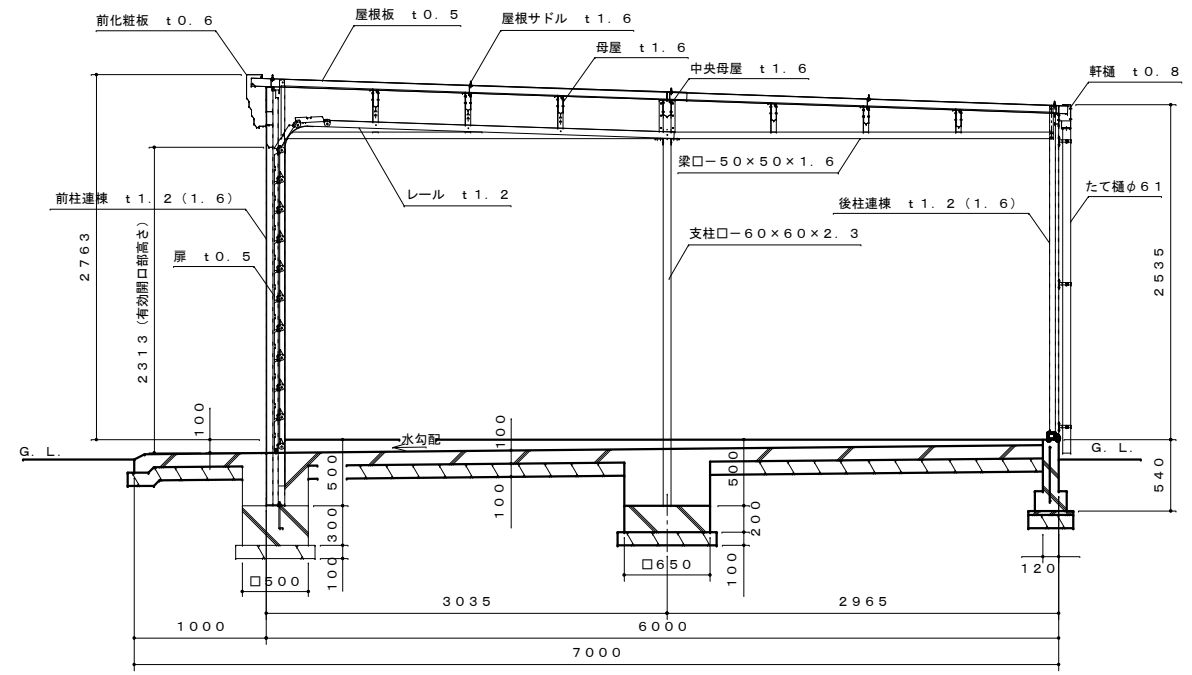 前化粧板 ｔ０．６
屋根板 ｔ０．５
屋根サドル ｔ１．６
母屋 ｔ１．６
中央母屋 ｔ１．６
軒樋 ｔ０．８
梁口－５０×５０×１．６
レール ｔ１．２
前柱連棟 ｔ１．２（１．６）
後柱連棟 ｔ１．２（１．６）
たて樋φ６１
支柱口－６０×６０×２．３
扉 ｔ０．５
２７６３
２３１３（有効開口部高さ）
２５３５
１００
水勾配
１００
Ｇ．Ｌ．
Ｇ．Ｌ．
５００
１００
５００
５４０
３００
２００
１００
１００
□５００
□６５０
１２０
３０３５
２９６５
１０００
６０００
７０００